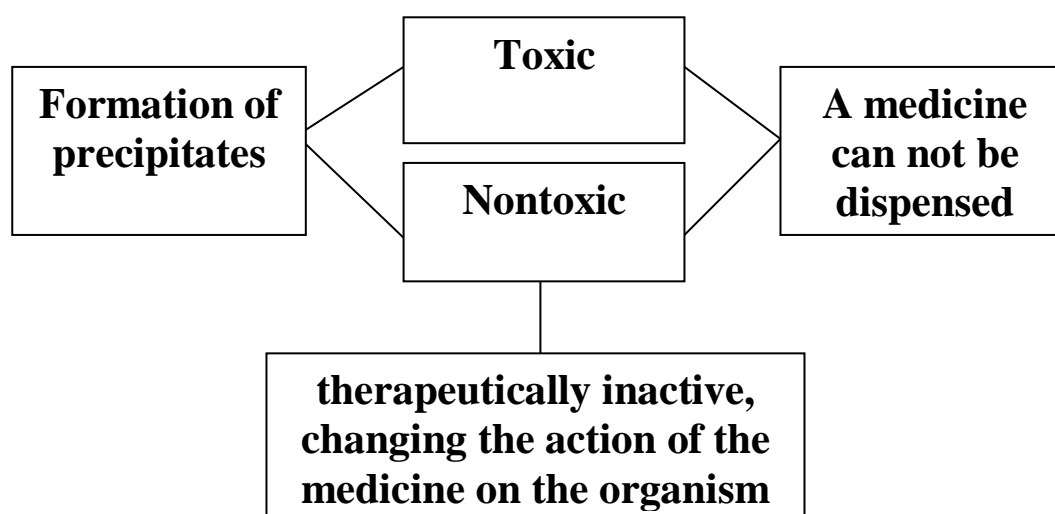 Formation of
precipitates
Toxic
Nontoxic
A medicine
can not be
dispensed
therapeutically inactive,
changing the action of the
medicine on the organism